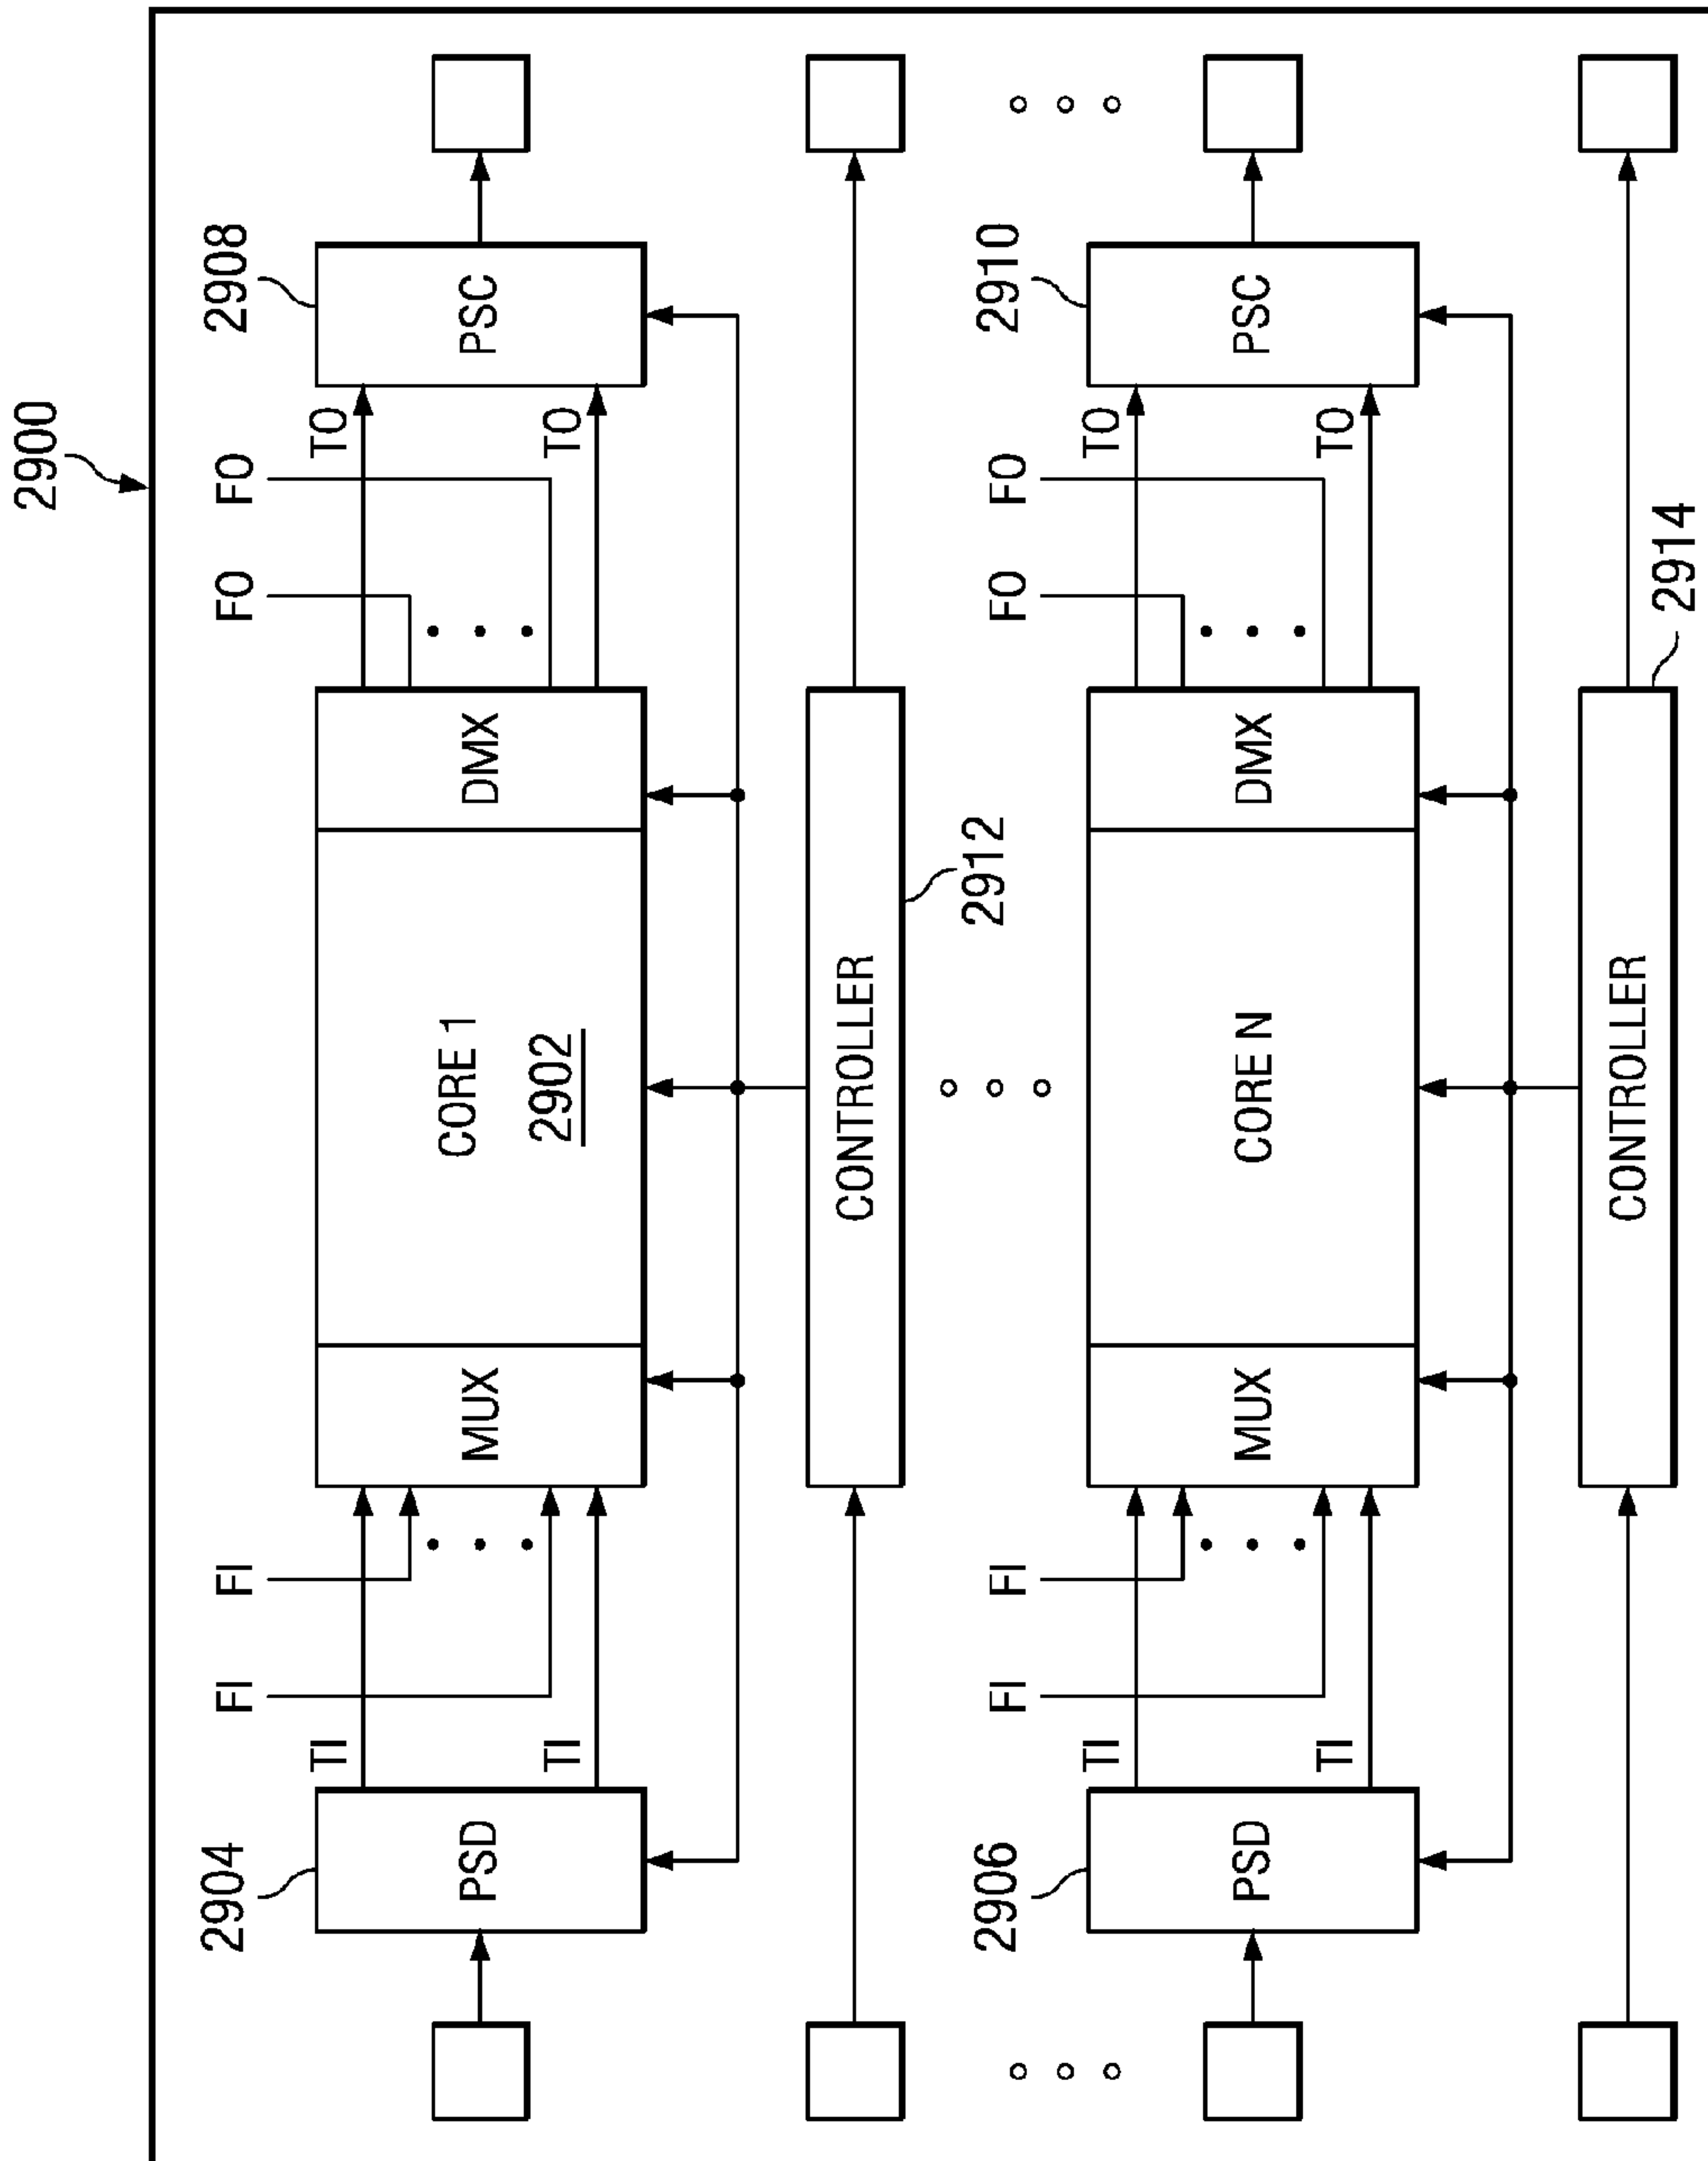 2900
2904
PSD
TI
TI
FI
FI
MUX
CORE 1
2902
DMX
FO
FO
TO
TO
2908
PSC
CONTROLLER
2912
2906
PSD
TI
TI
FI
FI
MUX
CORE N
DMX
FO
FO
TO
TO
2910
PSC
CONTROLLER
2914